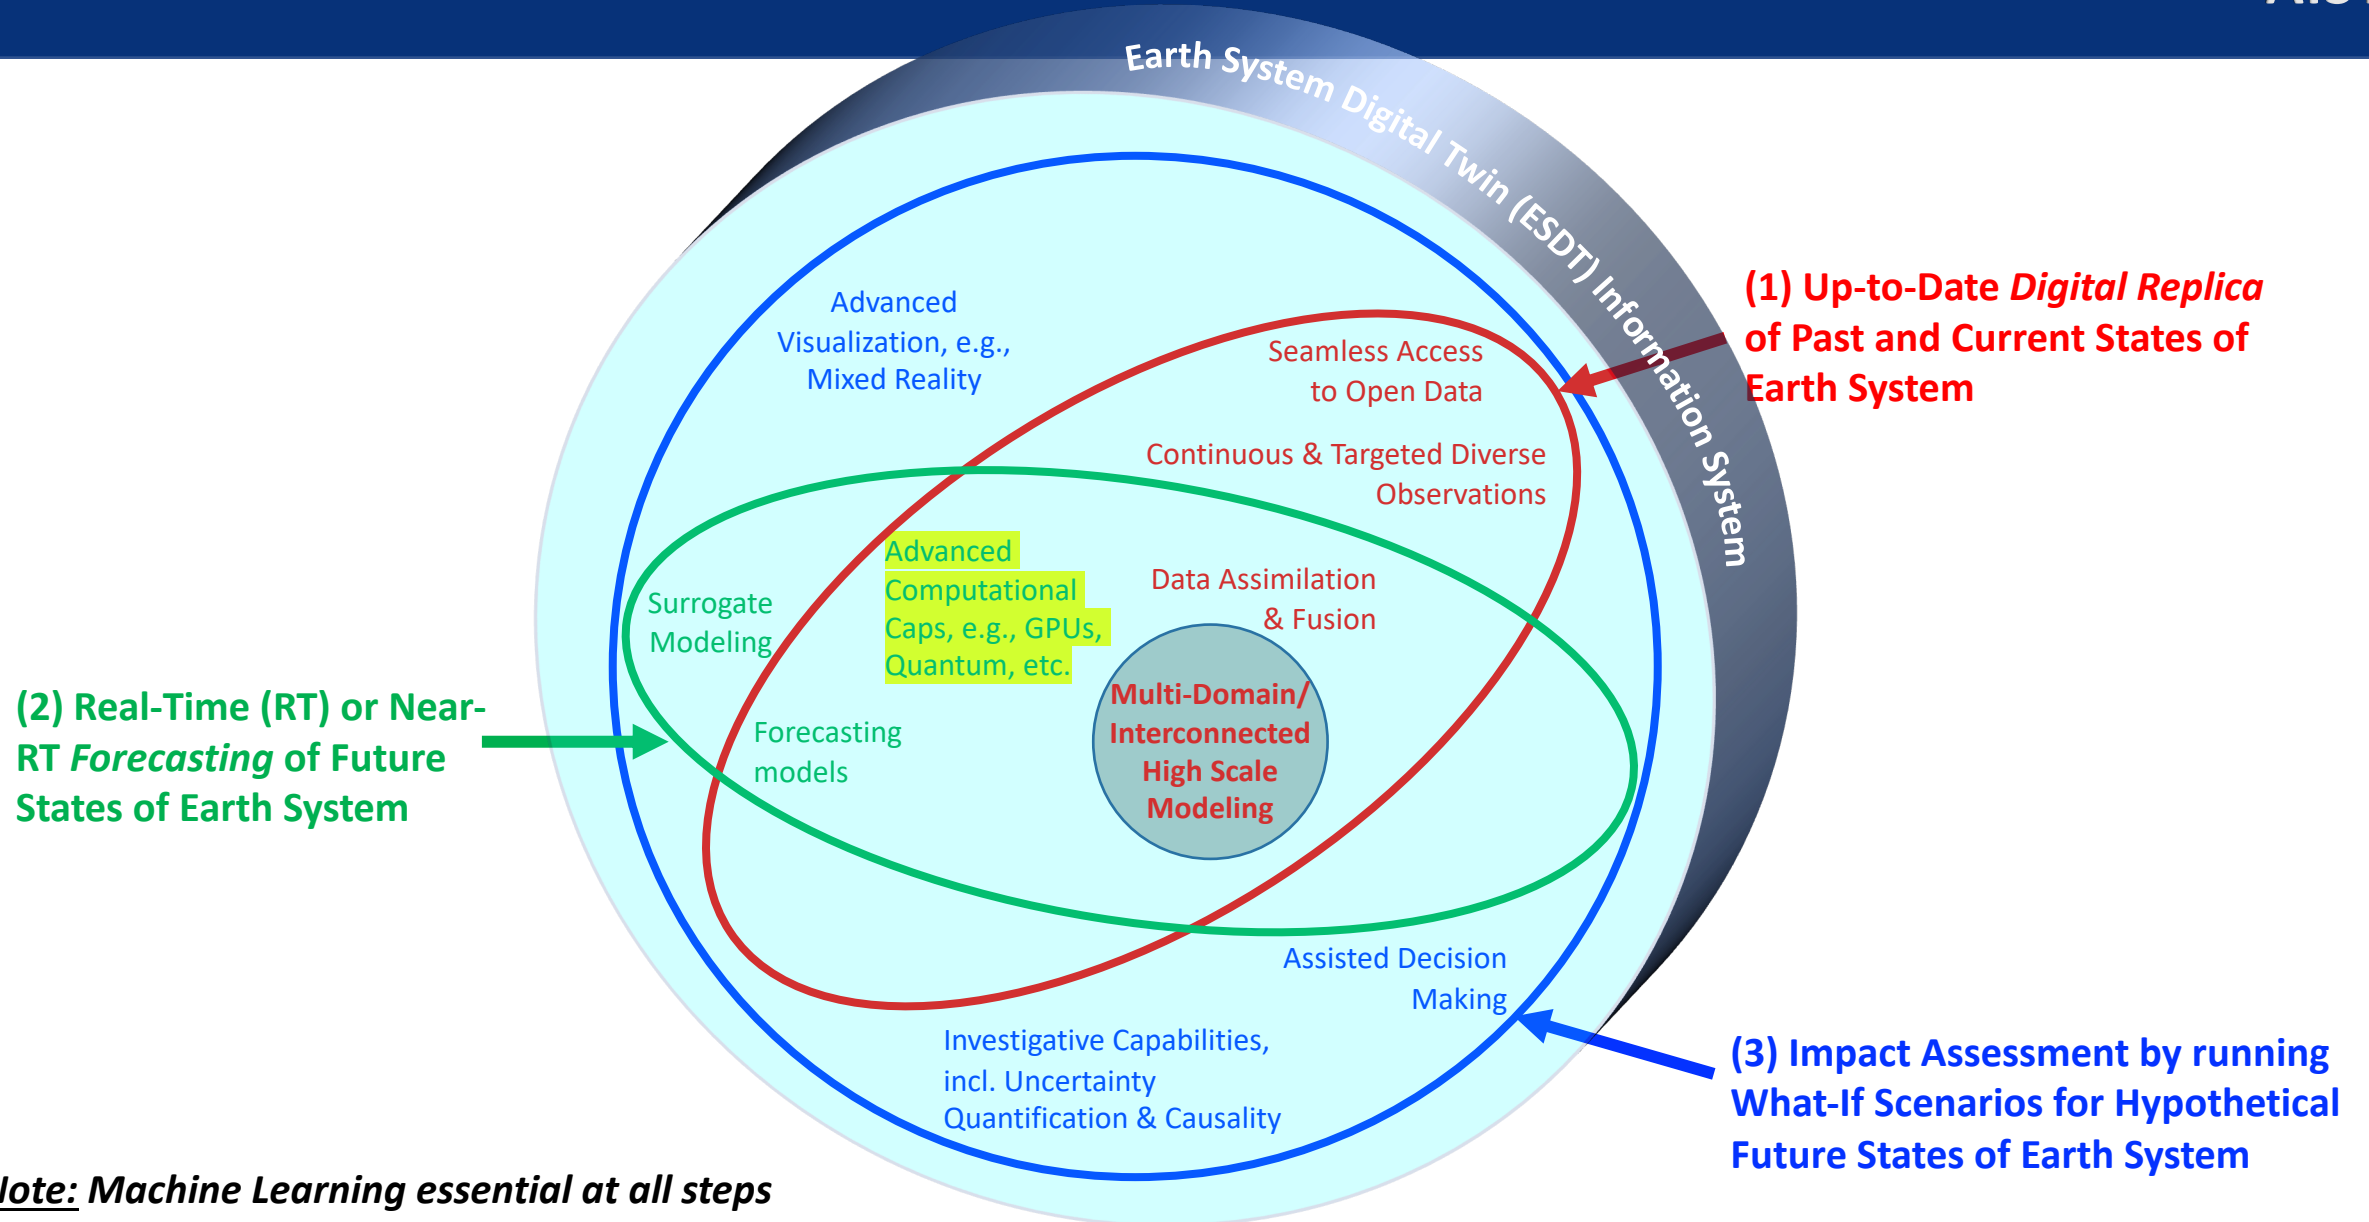 Earth System Digital Twin (ESDT) Information System
(1) Up-to-Date Digital Replica
of Past and Current States of
Earth System
Advanced
Visualization, e.g.,
Mixed Reality
Seamless Access
to Open Data
Continuous & Targeted Diverse
Observations
Advanced
Computational
Caps, e.g., GPUs,
Quantum, etc.
Data Assimilation
& Fusion
Surrogate
Modeling
Multi-Domain/
Interconnected
High Scale
Modeling
(2) Real-Time (RT) or Near-
RT Forecasting of Future
States of Earth System
Forecasting
models
Assisted Decision
Making
Investigative Capabilities,
incl. Uncertainty
Quantification & Causality
(3) Impact Assessment by running
What-If Scenarios for Hypothetical
Future States of Earth System
Note: Machine Learning essential at all steps